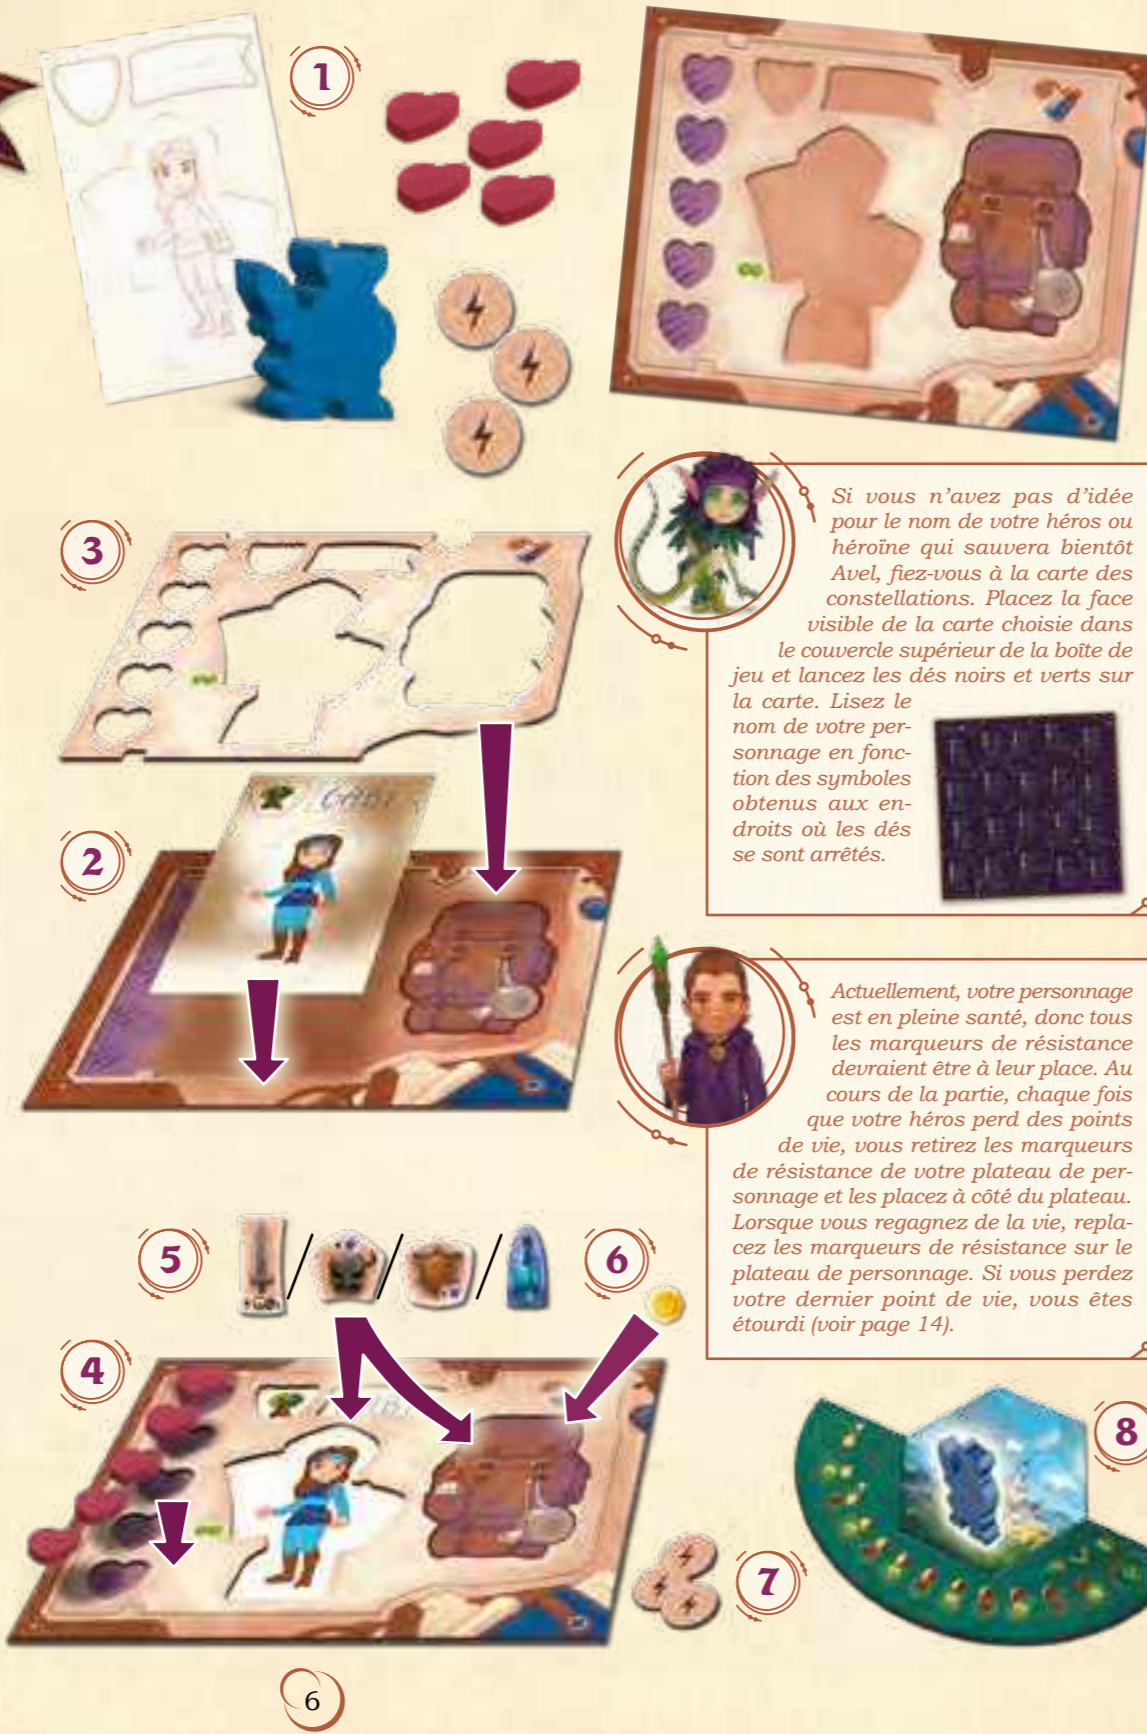 1
3
Si vous n'avez pas d'idée
pour le nom de votre héros ou
héroïne qui sauvera bientôt
Avel, fiez-vous à la carte des
constellations. Placez la face
visible de la carte choisie dans
le couvercle supérieur de la boîte de
jeu et lancez les dés noirs et verts sur
la carte. Lisez le
nom de votre per-
sonnage en fonc-
tion des symboles
obtenus aux en-
droits où les dés
se sont arrêtés.
2
Actuellement, votre personnage
est en pleine santé, donc tous
les marqueurs de résistance
devraient être à leur place. Au
cours de la partie, chaque fois
que votre héros perd des points
de vie, vous retirez les marqueurs
de résistance de votre plateau de per-
sonnage et les placez à côté du plateau.
Lorsque vous regagnez de la vie, repla-
cez les marqueurs de résistance sur le
plateau de personnage. Si vous perdez
votre dernier point de vie, vous êtes
étourdi (voir page 14).
5
6
4
8
7
6